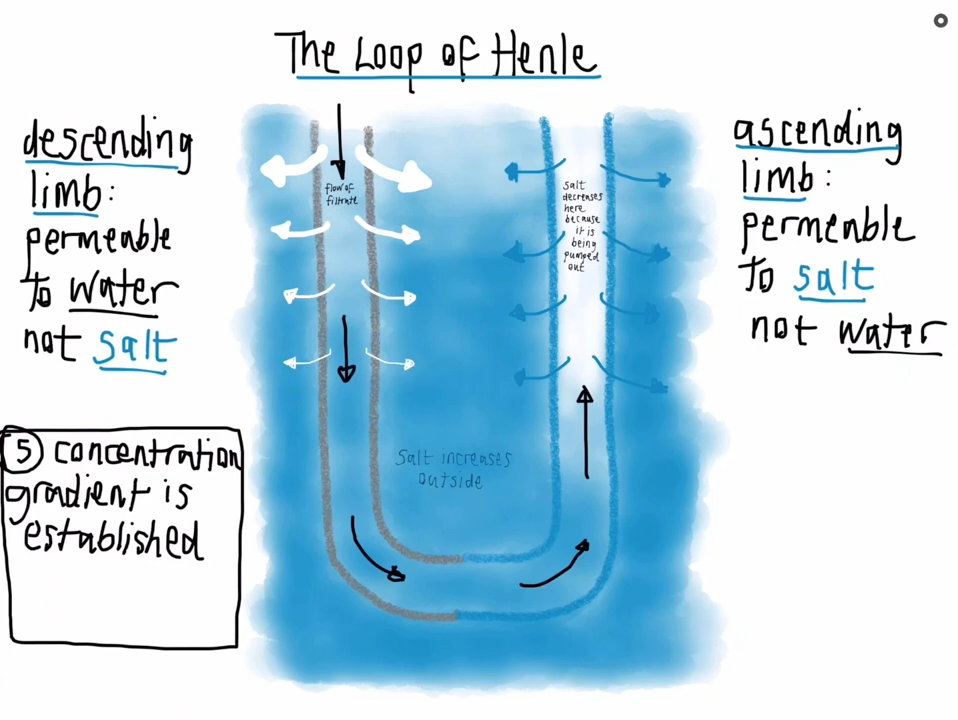 The Loop of Henle
descending
limb:
permeable
to water
not salt
5 concentration
gradient is
established
flow of
filtrate
Salt increases
outside
salt
decreases
here
because
it is
being
pumped
out
ascending
limb:
permeable
to salt
not water